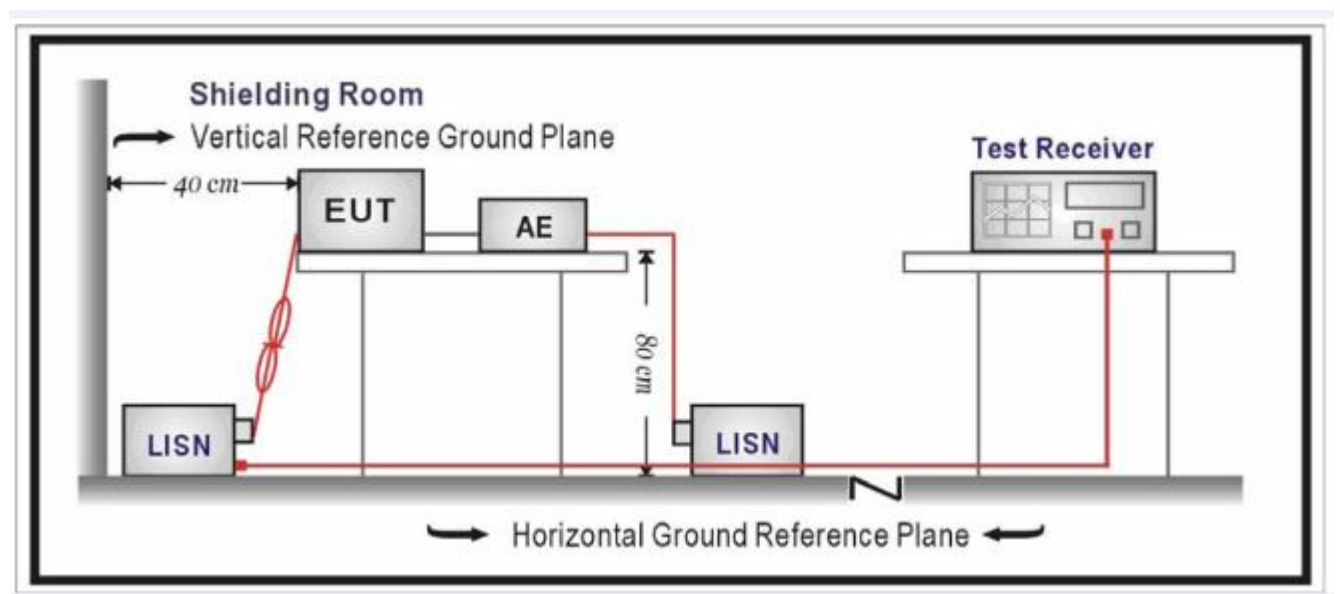 Shielding Room
Vertical Reference Ground Plane
40 cm
EUT
AE
Test Receiver
80 cm
LISN
LISN
Horizontal Ground Reference Plane